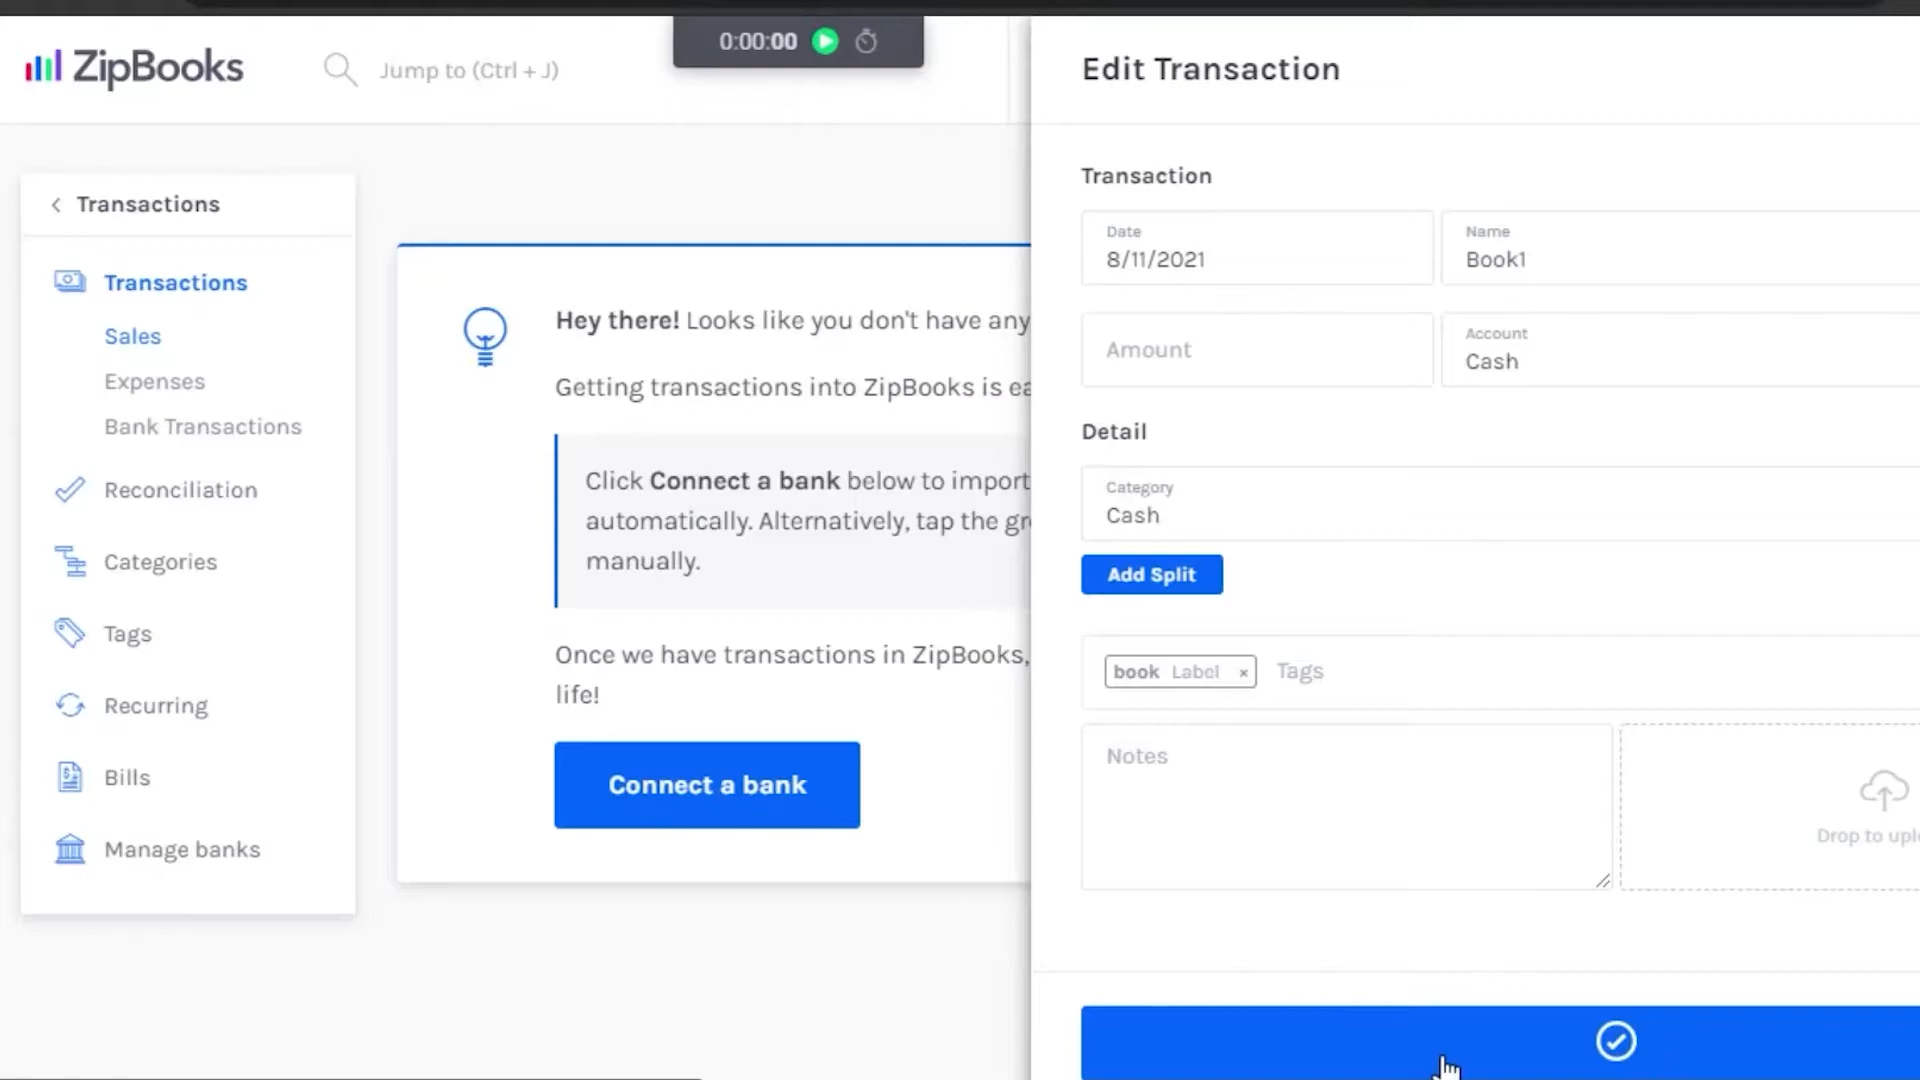 ZipBooks
Jump to (Ctrl + J)
0:00:00
Edit Transaction
Transactions
Transactions
Sales
Expenses
Bank Transactions
Reconciliation
Categories
Tags
Recurring
Bills
Manage banks
Hey there! Looks like you don't have any
Getting transactions into ZipBooks is ea
Click Connect a bank below to import
automatically. Alternatively, tap the gr
manually.
Once we have transactions in ZipBooks,
life!
Connect a bank
Transaction
Date
8/11/2021
Name
Book1
Amount
Account
Cash
Detail
Category
Cash
Add Split
book Label × Tags
Notes
Drop to uplo